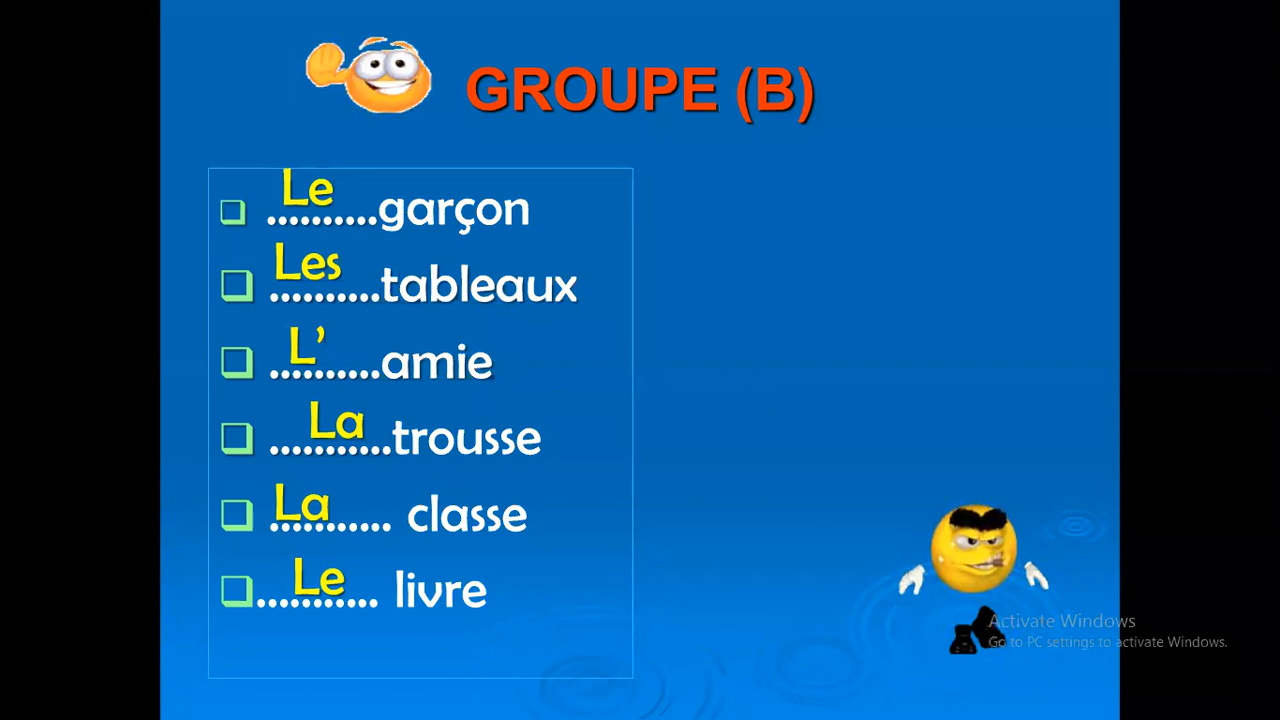 GROUPE (B)
Le..........garçon
Les..........tableaux
L’..........amie
La...........trousse
La........... classe
Le........... livre
Activate Windows
Go to PC settings to activate Windows.